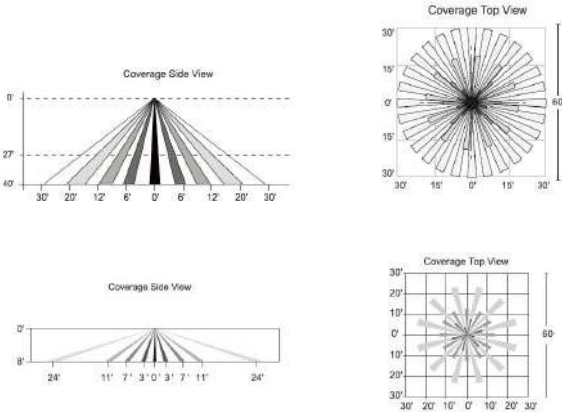 Coverage Top View
30'
15'
0'
15'
30'
60'
30' 15' 0' 15' 30'
Coverage Side View
0'
27'
40'
30' 20' 12' 6' 0' 6' 12' 20' 30'
Coverage Top View
30'
20'
10'
0'
10'
20'
30'
60'
30' 20' 10' 0' 10' 20' 30'
Coverage Side View
0'
8'
24' 11' 7' 3' 0' 3' 7' 11' 24'